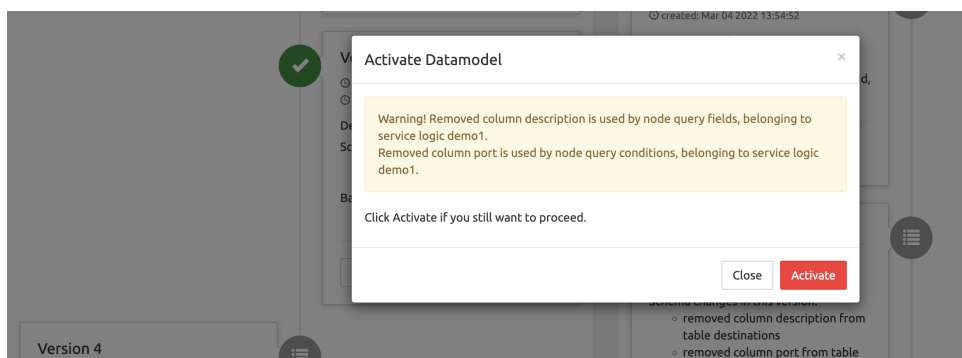 created: Mar 04 2022 13:54:52
Activate Datamodel
×
d,
Warning! Removed column description is used by node query fields, belonging to
service logic demo1.
Removed column port is used by node query conditions, belonging to service logic
demo1.
Click Activate if you still want to proceed.
Close
Activate
Schema changes in this version:
removed column description from
table destinations
removed column port from table
Version 4